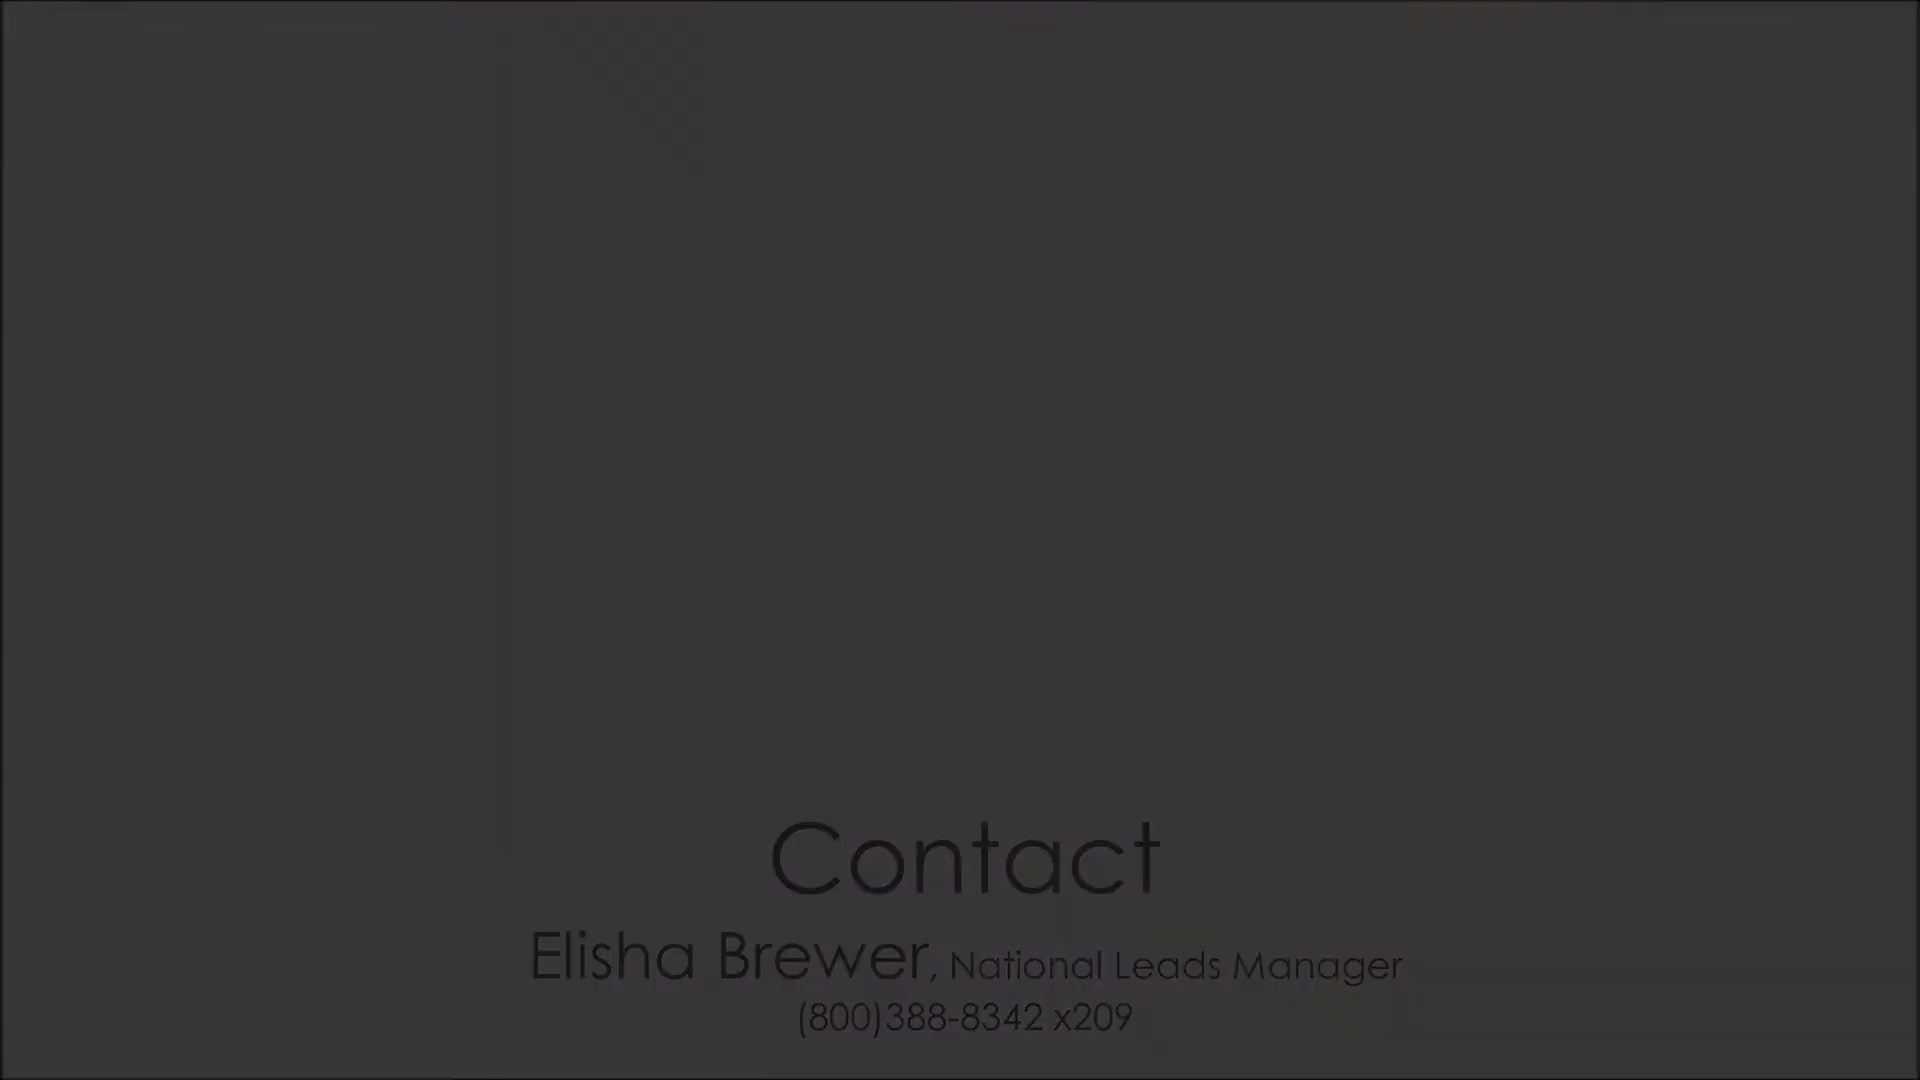 Contact
Elisha Brewer, National Leads Manager
(800)388-8342 x209